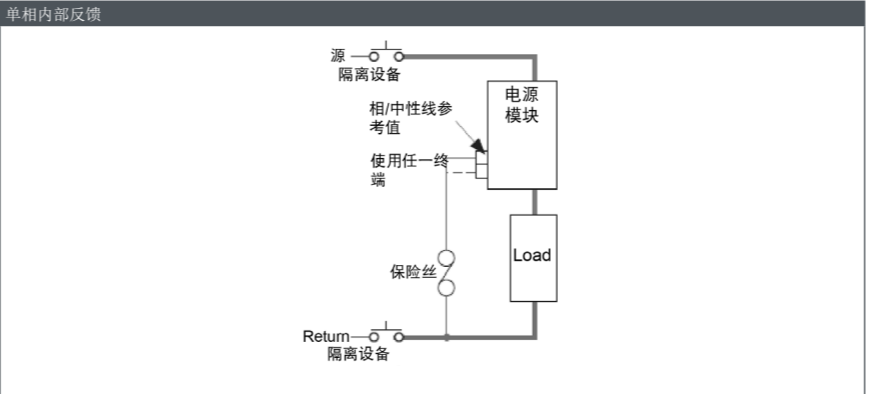 单相内部反馈
源
隔离设备
电源
模块
相/中性线参
考值
使用任一终
端
Load
保险丝
Return
隔离设备